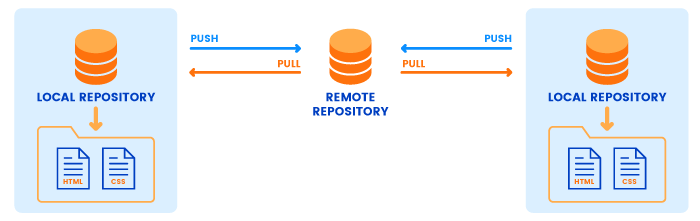 PUSH
PULL
LOCAL REPOSITORY
HTML
CSS
REMOTE
REPOSITORY
PUSH
PULL
LOCAL REPOSITORY
HTML
CSS